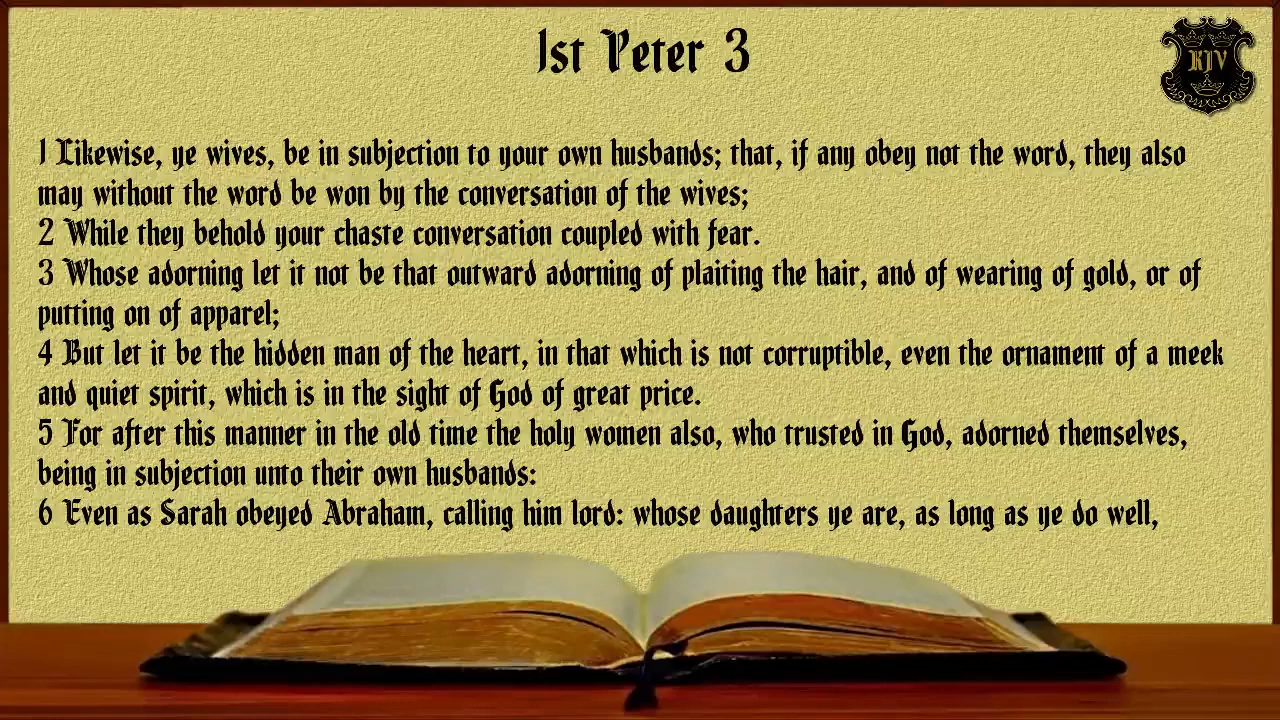 1st Peter 3
KJV
1 Likewise, ye wives, be in subjection to your own husbands; that, if any obey not the word, they also
may without the word be won by the conversation of the wives;
2 While they behold your chaste conversation coupled with fear.
3 Whose adorning let it not be that outward adorning of plaiting the hair, and of wearing of gold, or of
putting on of apparel;
4 But let it be the hidden man of the heart, in that which is not corruptible, even the ornament of a meek
and quiet spirit, which is in the sight of God of great price.
5 For after this manner in the old time the holy women also, who trusted in God, adorned themselves,
being in subjection unto their own husbands:
6 Even as Sarah obeyed Abraham, calling him lord: whose daughters ye are, as long as ye do well,